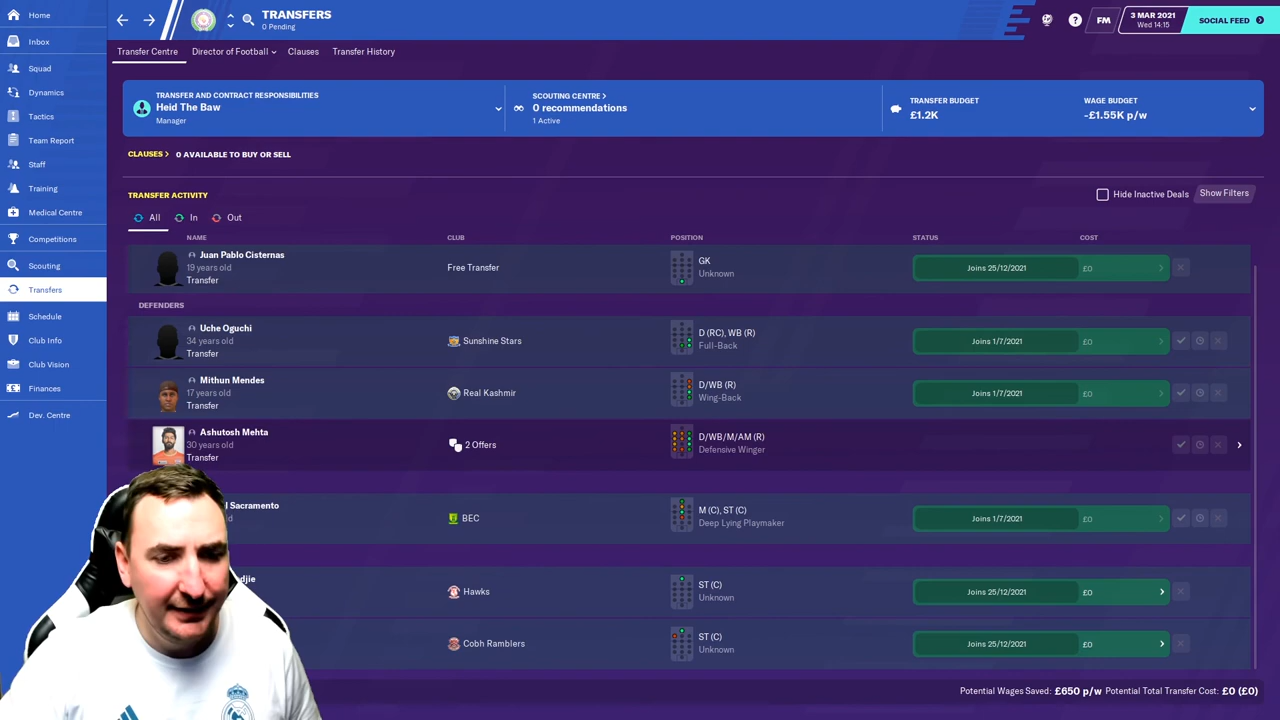 Home
Inbox
Squad
Dynamics
Tactics
Team Report
Staff
Training
Medical Centre
Competitions
Scouting
Transfers
Schedule
Club Info
Club Vision
Finances
Dev. Centre
TRANSFERS
0 Pending
FM
3 MAR 2021
Wed 14:15
SOCIAL FEED
Transfer Centre
Director of Football
Clauses
Transfer History
TRANSFER AND CONTRACT RESPONSIBILITIES
Heid The Baw
Manager
SCOUTING CENTRE >
0 recommendations
1 Active
TRANSFER BUDGET
£1.2K
WAGE BUDGET
-£1.55K p/w
CLAUSES > 0 AVAILABLE TO BUY OR SELL
TRANSFER ACTIVITY
Hide Inactive Deals
Show Filters
All
In
Out
NAME CLUB POSITION STATUS COST
Juan Pablo Cisternas
19 years old
Transfer
Free Transfer
GK
Unknown
Joins 25/12/2021 £0
DEFENDERS
Uche Oguchi
34 years old
Transfer
Sunshine Stars
D (RC), WB (R)
Full-Back
Joins 1/7/2021 £0
Mithun Mendes
17 years old
Transfer
Real Kashmir
D/WB (R)
Wing-Back
Joins 1/7/2021 £0
Ashutosh Mehta
30 years old
Transfer
2 Offers
D/WB/M/AM (R)
Defensive Winger
Sacramento
BEC
M (C), ST (C)
Deep Lying Playmaker
Joins 1/7/2021 £0
Hawks
ST (C)
Unknown
Joins 25/12/2021 £0
Cobh Ramblers
ST (C)
Unknown
Joins 25/12/2021 £0
Potential Wages Saved: £650 p/w Potential Total Transfer Cost: £0 (£0)